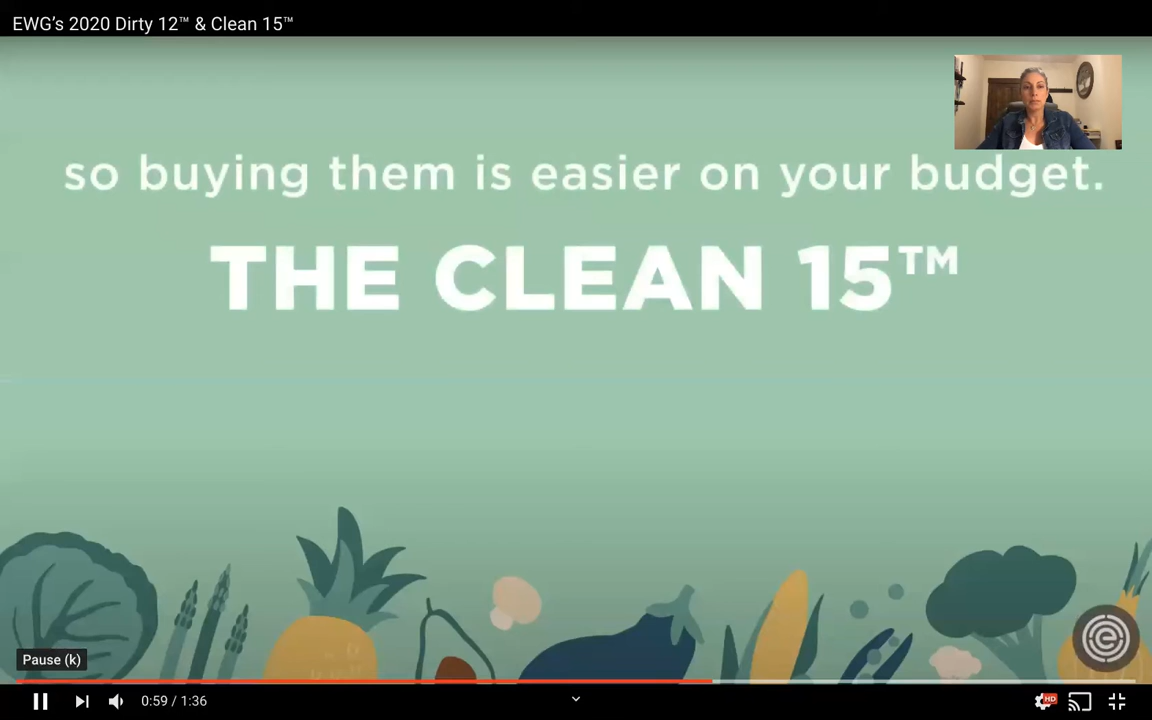 EWG's 2020 Dirty 12™ & Clean 15™
so buying them is easier on your budget.
THE CLEAN 15™
Pause (k)
0:59 / 1:36
HD